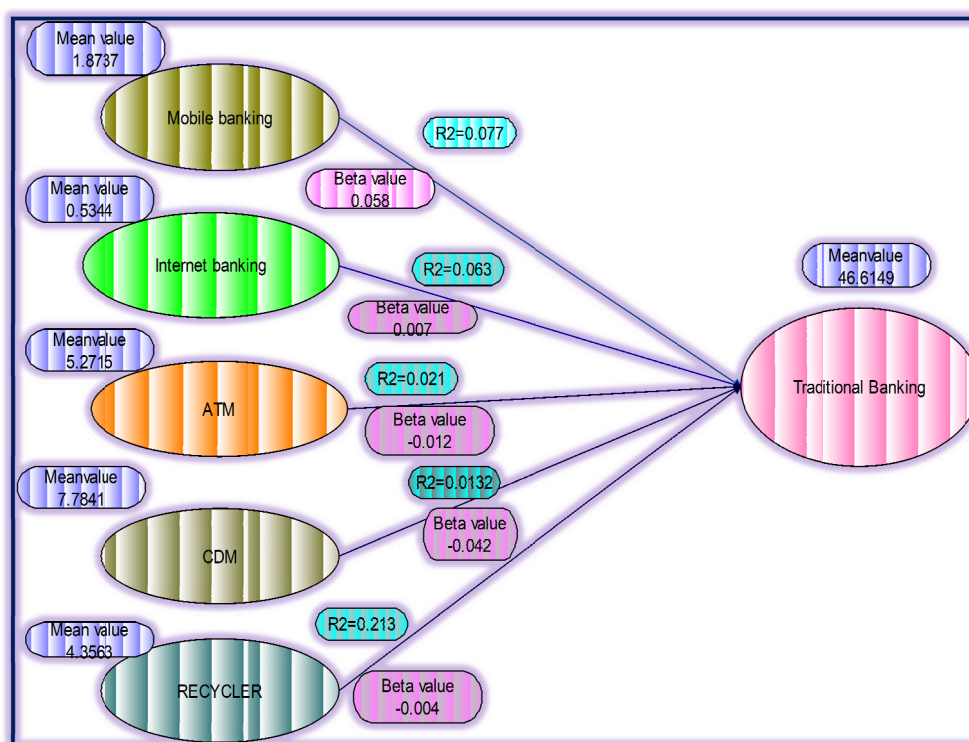 Mean value
1.8737
Mobile banking
R2=0.077
Beta value
0.058
Mean value
0.5344
Internet banking
R2=0.063
Beta value
0.007
Meanvalue
46.6149
Traditional Banking
Meanvalue
5.2715
ATM
R2=0.021
Beta value
-0.012
Meanvalue
7.7841
CDM
R2=0.0132
Beta value
-0.042
Mean value
4.3563
RECYCLER
R2=0.213
Beta value
-0.004